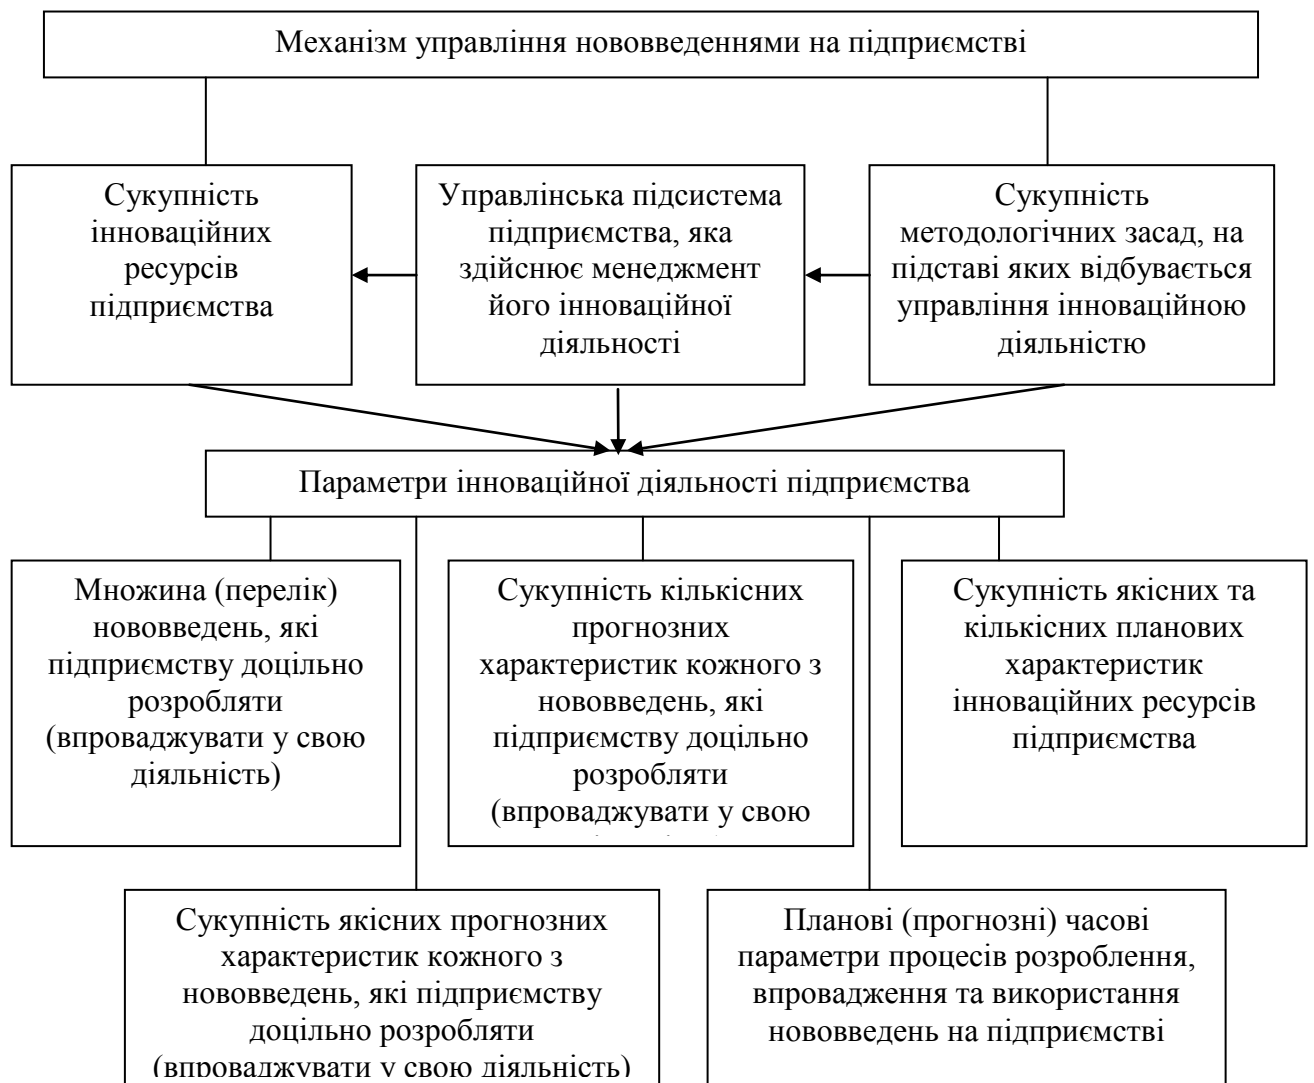 Механізм управління нововведеннями на підприємстві
Сукупність
інноваційних
ресурсів
підприємства
Управлінська підсистема
підприємства, яка
здійснює менеджмент
його інноваційної
діяльності
Сукупність
методологічних засад, на
підставі яких відбувається
управління інноваційною
діяльністю
Параметри інноваційної діяльності підприємства
Множина (перелік)
нововведень, які
підприємству доцільно
розробляти
(впроваджувати у свою
діяльність)
Сукупність кількісних
прогнозних
характеристик кожного з
нововведень, які
підприємству доцільно
розробляти
(впроваджувати у свою
Сукупність якісних та
кількісних планових
характеристик
інноваційних ресурсів
підприємства
Сукупність якісних прогнозних
характеристик кожного з
нововведень, які підприємству
доцільно розробляти
(впроваджувати у свою діяльність)
Планові (прогнозні) часові
параметри процесів розроблення,
впровадження та використання
нововведень на підприємстві